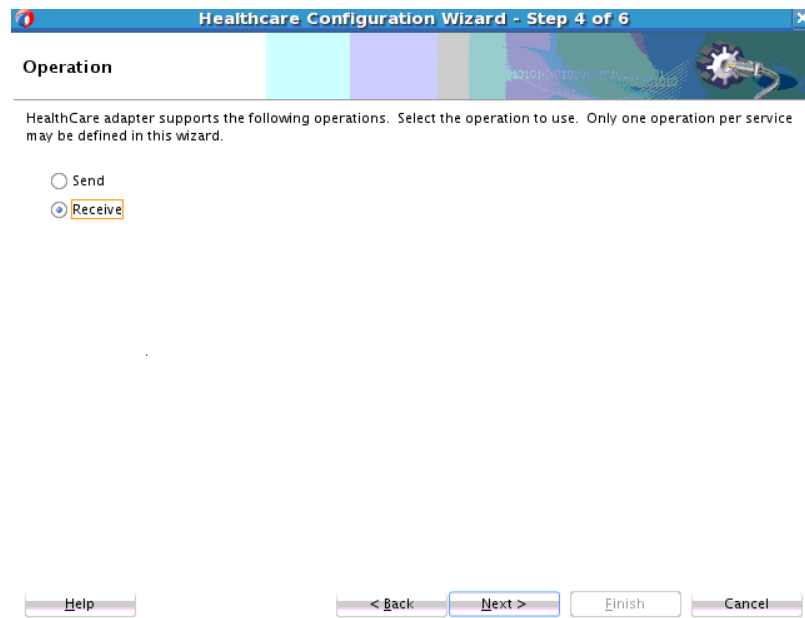 Healthcare Configuration Wizard - Step 4 of 6
Operation
HealthCare adapter supports the following operations. Select the operation to use. Only one operation per service
may be defined in this wizard.
Send
Receive
Help
< Back
Next >
Finish
Cancel